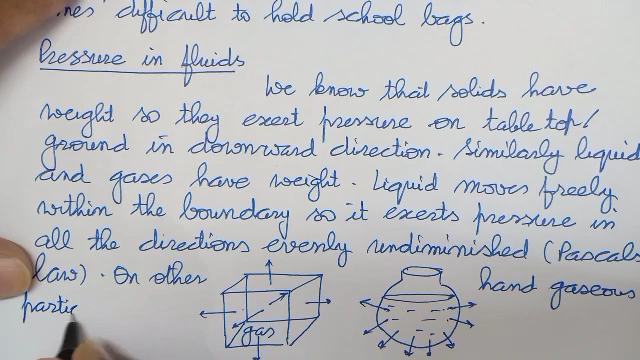 difficult to hold school bags.
Pressure in fluids
We know that solids have
weight so they exert pressure on table top/
ground in downward direction. Similarly liquid
and gases have weight. Liquid moves freely
within the boundary so it exerts pressure in
all the directions evenly undiminished (Pascals
law). On other hand gaseous
parti
gas